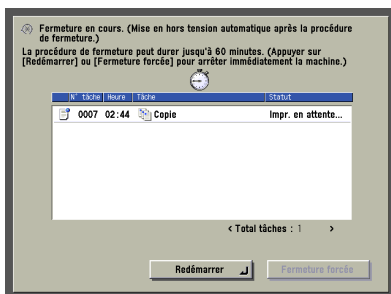 Fermeture en cours. (Mise en hors tension automatique après la procédure
de fermeture.)
La procédure de fermeture peut durer jusqu'à 60 minutes. (Appuyer sur
[Redémarrer] ou [Fermeture forcée] pour arrêter immédiatement la machine.)
N° tâche Heure Tâche Statut
0007 02:44 Copie Impr. en attente...
< Total tâches : 1 >
Redémarrer Fermeture forcée